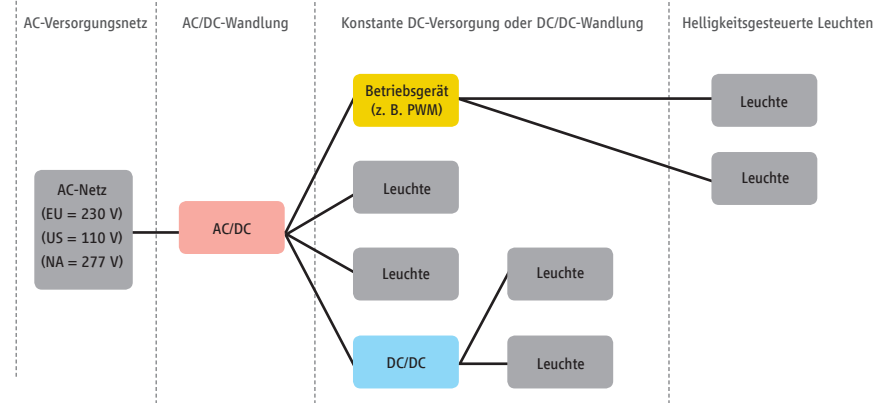 AC-Versorgungsnetz
AC/DC-Wandlung
Konstante DC-Versorgung oder DC/DC-Wandlung
Helligkeitsgesteuerte Leuchten
Betriebsgerät
(z. B. PWM)
Leuchte
Leuchte
AC-Netz
(EU = 230 V)
(US = 110 V)
(NA = 277 V)
AC/DC
Leuchte
Leuchte
Leuchte
DC/DC
Leuchte